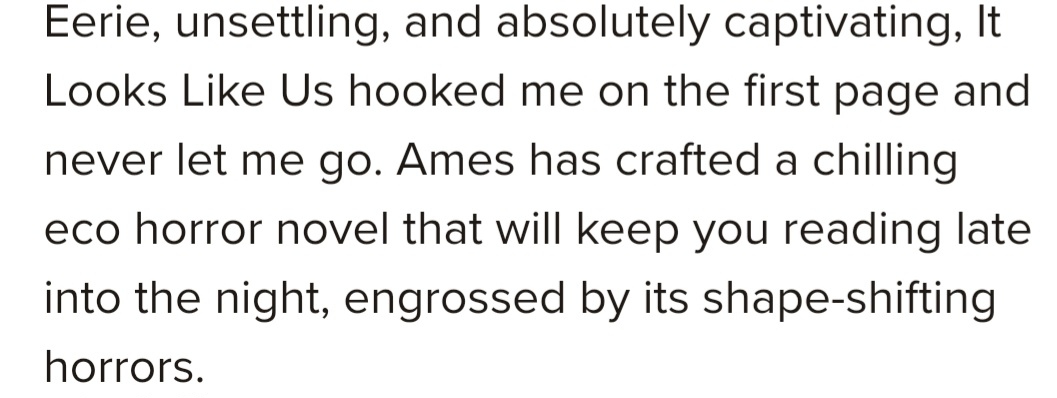 Eerie, unsettling, and absolutely captivating, It
Looks Like Us hooked me on the first page and
never let me go. Ames has crafted a chilling
eco horror novel that will keep you reading late
into the night, engrossed by its shape-shifting
horrors.